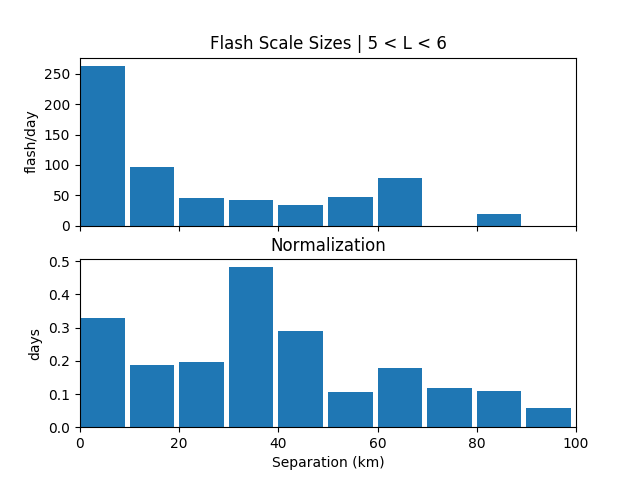 Flash Scale Sizes | 5 < L < 6
flash/day
250
200
150
100
50
0
Normalization
days
0.5
0.4
0.3
0.2
0.1
0.0
0 20 40 60 80 100
Separation (km)